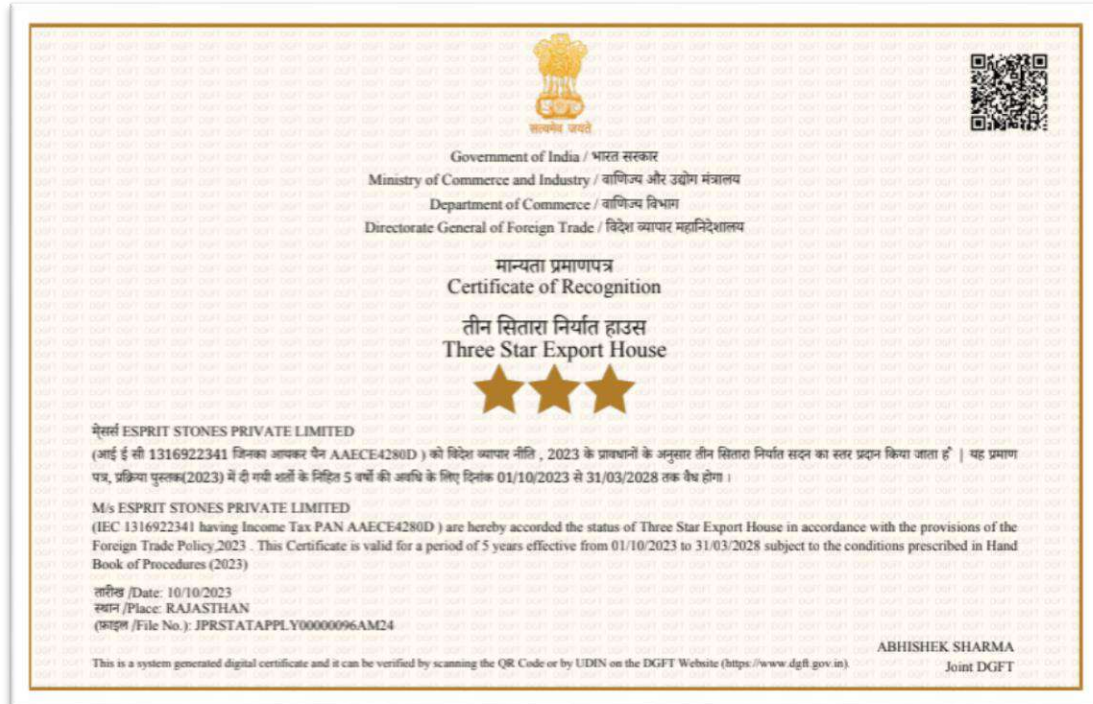 सत्यमेव जयते
Government of India / भारत सरकार
Ministry of Commerce and Industry / वाणिज्य और उद्योग मंत्रालय
Department of Commerce / वाणिज्य विभाग
Directorate General of Foreign Trade / विदेश व्यापार महानिदेशालय
मान्यता प्रमाणपत्र
Certificate of Recognition
तीन सितारा निर्यात हाउस
Three Star Export House
मे्सर्स ESPRIT STONES PRIVATE LIMITED
(आई ई सी 1316922341 जिनका आयकर पैन AAECE4280D ) को विदेश व्यापार नीति , 2023 के प्रावधानों के अनुसार तीन सितारा निर्यात सदन का स्तर प्रदान किया जाता हैं | यह प्रमाण
पत्र, प्रक्रिया पुस्तक(2023) में दी गयी शर्तो के निहित 5 वर्षो की अवधि के लिए दिनांक 01/10/2023 से 31/03/2028 तक वैध होगा ।
M/s ESPRIT STONES PRIVATE LIMITED
(IEC 1316922341 having Income Tax PAN AAECE4280D ) are hereby accorded the status of Three Star Export House in accordance with the provisions of the
Foreign Trade Policy,2023 . This Certificate is valid for a period of 5 years effective from 01/10/2023 to 31/03/2028 subject to the conditions prescribed in Hand
Book of Procedures (2023)
तारीख /Date: 10/10/2023
स्थान /Place: RAJASTHAN
(फ़ाइल /File No.): JPRSTATAPPLY00000096AM24
ABHISHEK SHARMA
This is a system generated digital certificate and it can be verified by scanning the QR Code or by UDIN on the DGFT Website (https://www.dgft.gov.in).
Joint DGFT